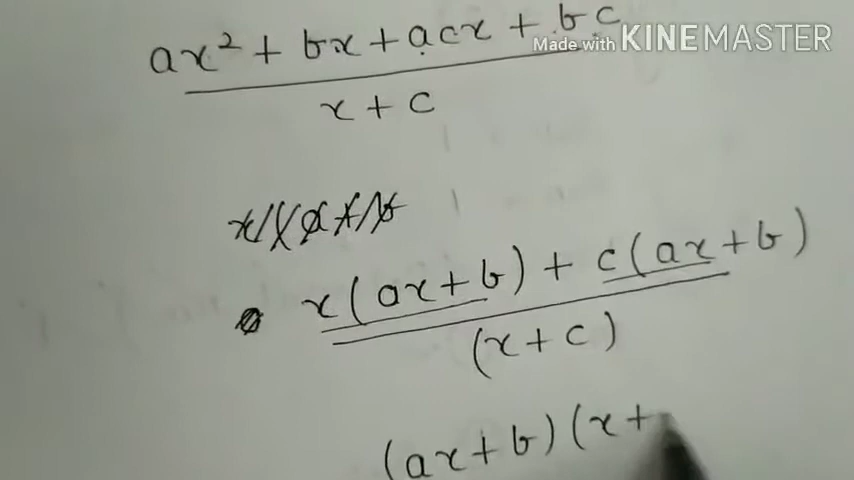 ax² + bx + acx + bc
Made with KINEMASTER
x + c
x(ax + b) + c(ax + b)
(x + c)
(ax + b)(x +